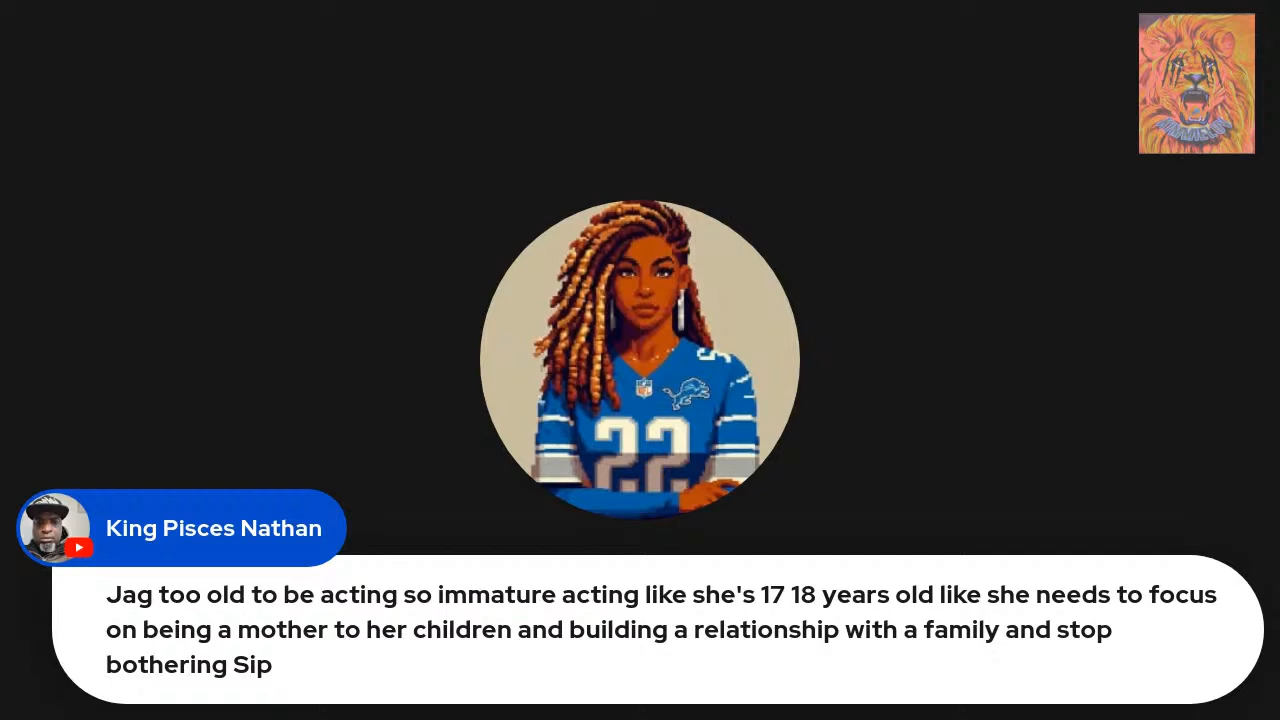 22
King Pisces Nathan
Jag too old to be acting so immature acting like she's 17 18 years old like she needs to focus
on being a mother to her children and building a relationship with a family and stop
bothering Sip